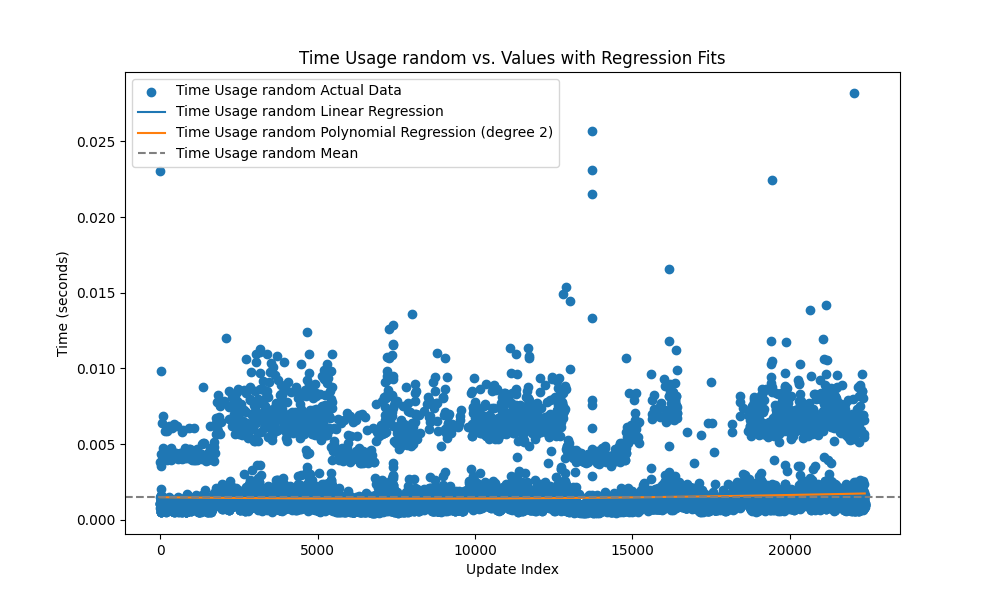 Time Usage random vs. Values with Regression Fits
Time Usage random Actual Data
Time Usage random Linear Regression
Time Usage random Polynomial Regression (degree 2)
Time Usage random Mean
Time (seconds)
0.025
0.020
0.015
0.010
0.005
0.000
0
5000
10000
15000
20000
Update Index